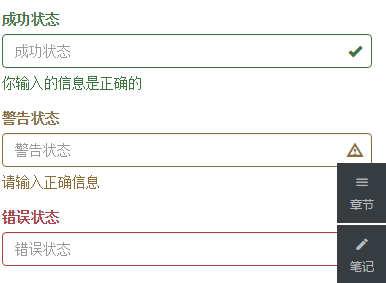 成功状态
成功状态
你输入的信息是正确的
警告状态
警告状态
请输入正确信息
章节
错误状态
错误状态
笔记